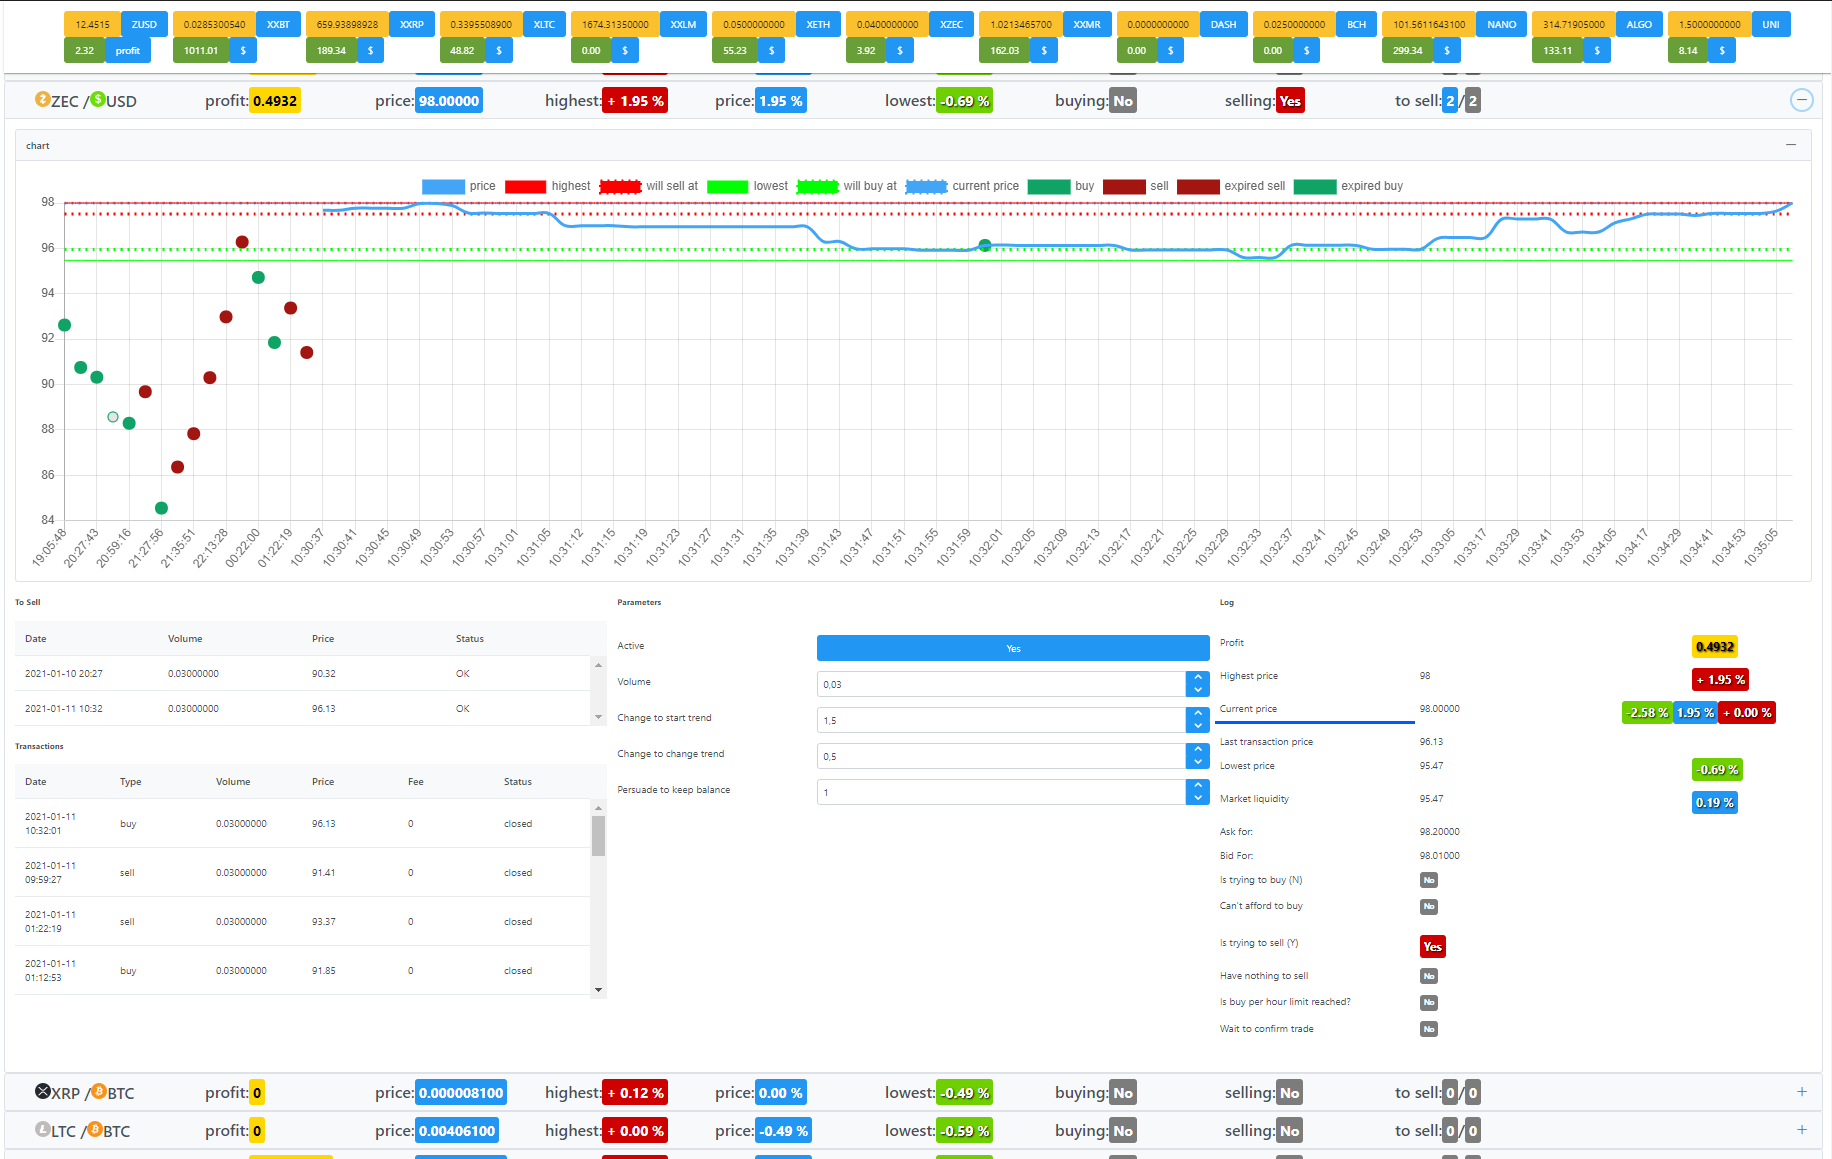 12.4515 ZUSD 0.0285300540 XXBT 659.93898928 XXRP 0.3395508900 XLTC 1674.31350000 XXLM 0.0500000000 XETH 0.0400000000 XZEC 1.0213465700 XXMR 0.0000000000 DASH 0.0250000000 BCH 101.5611643100 NANO 314.71905000 ALGO 1.5000000000 UNI
2.32 profit 1011.01 $ 189.34 $ 48.82 $ 0.00 $ 55.23 $ 3.92 $ 162.03 $ 0.00 $ 0.00 $ 299.34 $ 133.11 $ 8.14 $
ZEC / $USD profit: 0.4932 price: 98.00000 highest: + 1.95 % price: 1.95 % lowest: -0.69 % buying: No selling: Yes to sell: 2 / 2
chart
price highest will sell at lowest will buy at current price buy sell expired sell expired buy
98
96
94
92
90
88
86
84
19:05:48 20:27:43 20:59:16 21:27:56 21:35:51 22:13:28 00:22:00 01:22:19 10:30:37 10:30:41 10:30:45 10:30:49 10:30:53 10:30:57 10:31:01 10:31:05 10:31:12 10:31:15 10:31:19 10:31:23 10:31:27 10:31:31 10:31:35 10:31:39 10:31:43 10:31:47 10:31:51 10:31:55 10:31:59 10:32:01 10:32:05 10:32:09 10:32:13 10:32:17 10:32:21 10:32:25 10:32:29 10:32:33 10:32:37 10:32:41 10:32:45 10:32:49 10:32:53 10:33:05 10:33:17 10:33:29 10:33:41 10:33:53 10:34:05 10:34:17 10:34:29 10:34:41 10:34:53 10:35:05
To Sell
Date Volume Price Status
2021-01-10 20:27 0.03000000 90.32 OK
2021-01-11 10:32 0.03000000 96.13 OK
Transactions
Date Type Volume Price Fee Status
2021-01-11
10:32:01 buy 0.03000000 96.13 0 closed
2021-01-11
09:59:27 sell 0.03000000 91.41 0 closed
2021-01-11
01:22:19 sell 0.03000000 93.37 0 closed
2021-01-11
01:12:53 buy 0.03000000 91.85 0 closed
Parameters
Active Yes
Volume 0,03
Change to start trend 1,5
Change to change trend 0,5
Persuade to keep balance 1
Log
Profit 0.4932
Highest price 98 + 1.95 %
Current price 98.00000 -2.58 % 1.95 % + 0.00 %
Last transaction price 96.13
Lowest price 95.47 -0.69 %
Market liquidity 95.47 0.19 %
Ask for: 98.20000
Bid For: 98.01000
Is trying to buy (N) No
Can't afford to buy No
Is trying to sell (Y) Yes
Have nothing to sell No
Is buy per hour limit reached? No
Wait to confirm trade No
XRP / BTC profit: 0 price: 0.000008100 highest: + 0.12 % price: 0.00 % lowest: -0.49 % buying: No selling: No to sell: 0 / 0
LTC / BTC profit: 0 price: 0.00406100 highest: + 0.00 % price: -0.49 % lowest: -0.59 % buying: No selling: No to sell: 0 / 0